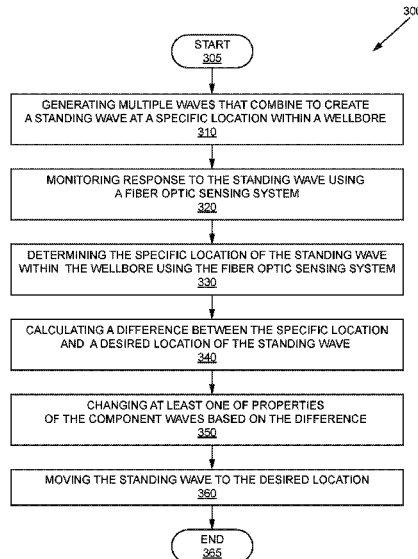 300
START
305
GENERATING MULTIPLE WAVES THAT COMBINE TO CREATE
A STANDING WAVE AT A SPECIFIC LOCATION WITHIN A WELLBORE
310
MONITORING RESPONSE TO THE STANDING WAVE USING
A FIBER OPTIC SENSING SYSTEM
320
DETERMINING THE SPECIFIC LOCATION OF THE STANDING WAVE
WITHIN THE WELLBORE USING THE FIBER OPTIC SENSING SYSTEM
330
CALCULATING A DIFFERENCE BETWEEN THE SPECIFIC LOCATION
AND A DESIRED LOCATION OF THE STANDING WAVE
340
CHANGING AT LEAST ONE OF PROPERTIES
OF THE COMPONENT WAVES BASED ON THE DIFFERENCE
350
MOVING THE STANDING WAVE TO THE DESIRED LOCATION
360
END
365